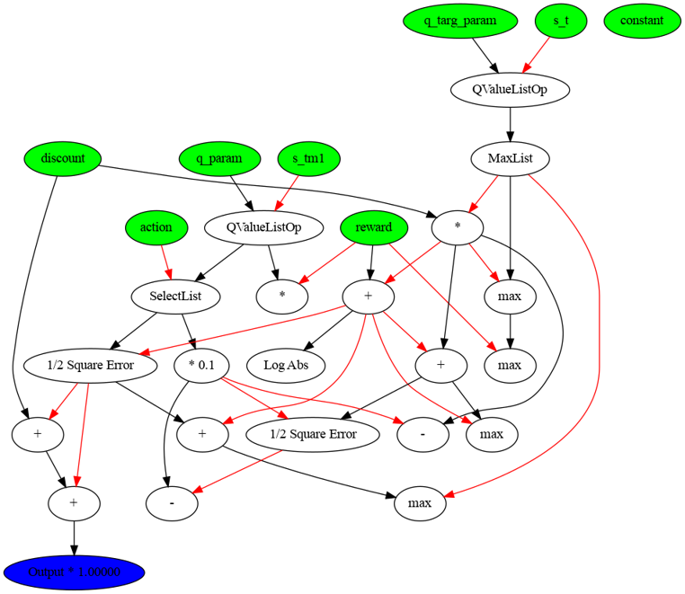 q_targ_param s_t constant
QValueListOp
discount q_param s_tm1 MaxList
action QValueListOp reward *
SelectList * + max
1/2 Square Error * 0.1 Log Abs + max
+ + 1/2 Square Error - max
+ - max
Output * 1.00000